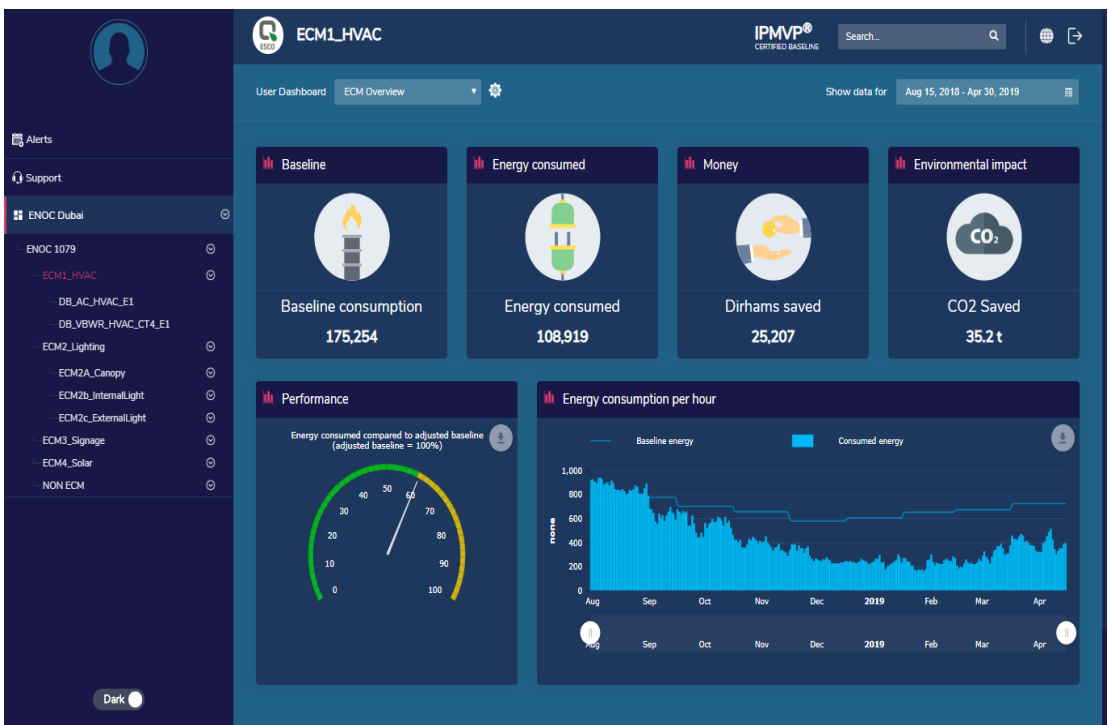 ESCO
ECM1_HVAC
IPMVP®
CERTIFIED BASELINE
Search...
User Dashboard
ECM Overview
Show data for
Aug 15, 2018 - Apr 30, 2019
Alerts
Support
ENOC Dubai
ENOC 1079
ECM1_HVAC
DB_AC_HVAC_E1
DB_VBWR_HVAC_CT4_E1
ECM2_Lighting
ECM2A_Canopy
ECM2b_InternalLight
ECM2c_ExternalLight
ECM3_Signage
ECM4_Solar
NON ECM
Dark
Baseline
Baseline consumption
175,254
Energy consumed
Energy consumed
108,919
Money
Dirhams saved
25,207
Environmental impact
CO2
CO2 Saved
35.2 t
Performance
Energy consumed compared to adjusted baseline
(adjusted baseline = 100%)
0
10
20
30
40
50
60
70
80
90
100
Energy consumption per hour
Baseline energy
Consumed energy
none
1,000
800
600
400
200
0
Aug Sep Oct Nov Dec 2019 Feb Mar Apr
Aug Sep Oct Nov Dec 2019 Feb Mar Apr